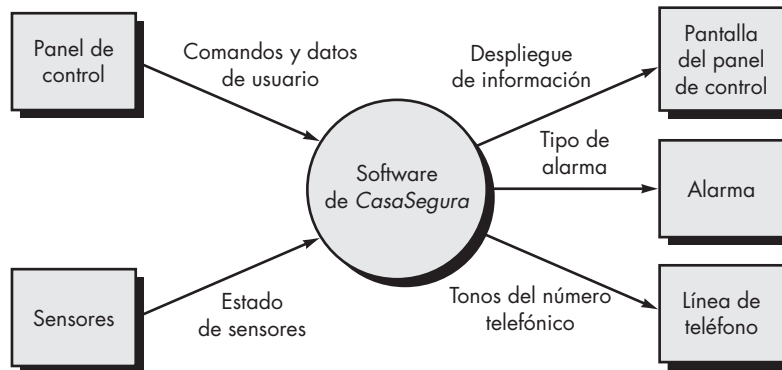 Panel de
control
Comandos y datos
de usuario
Despliegue
de información
Pantalla
del panel
de control
Software
de CasaSegura
Tipo de
alarma
Alarma
Sensores
Estado
de sensores
Tonos del número
telefónico
Línea de
teléfono